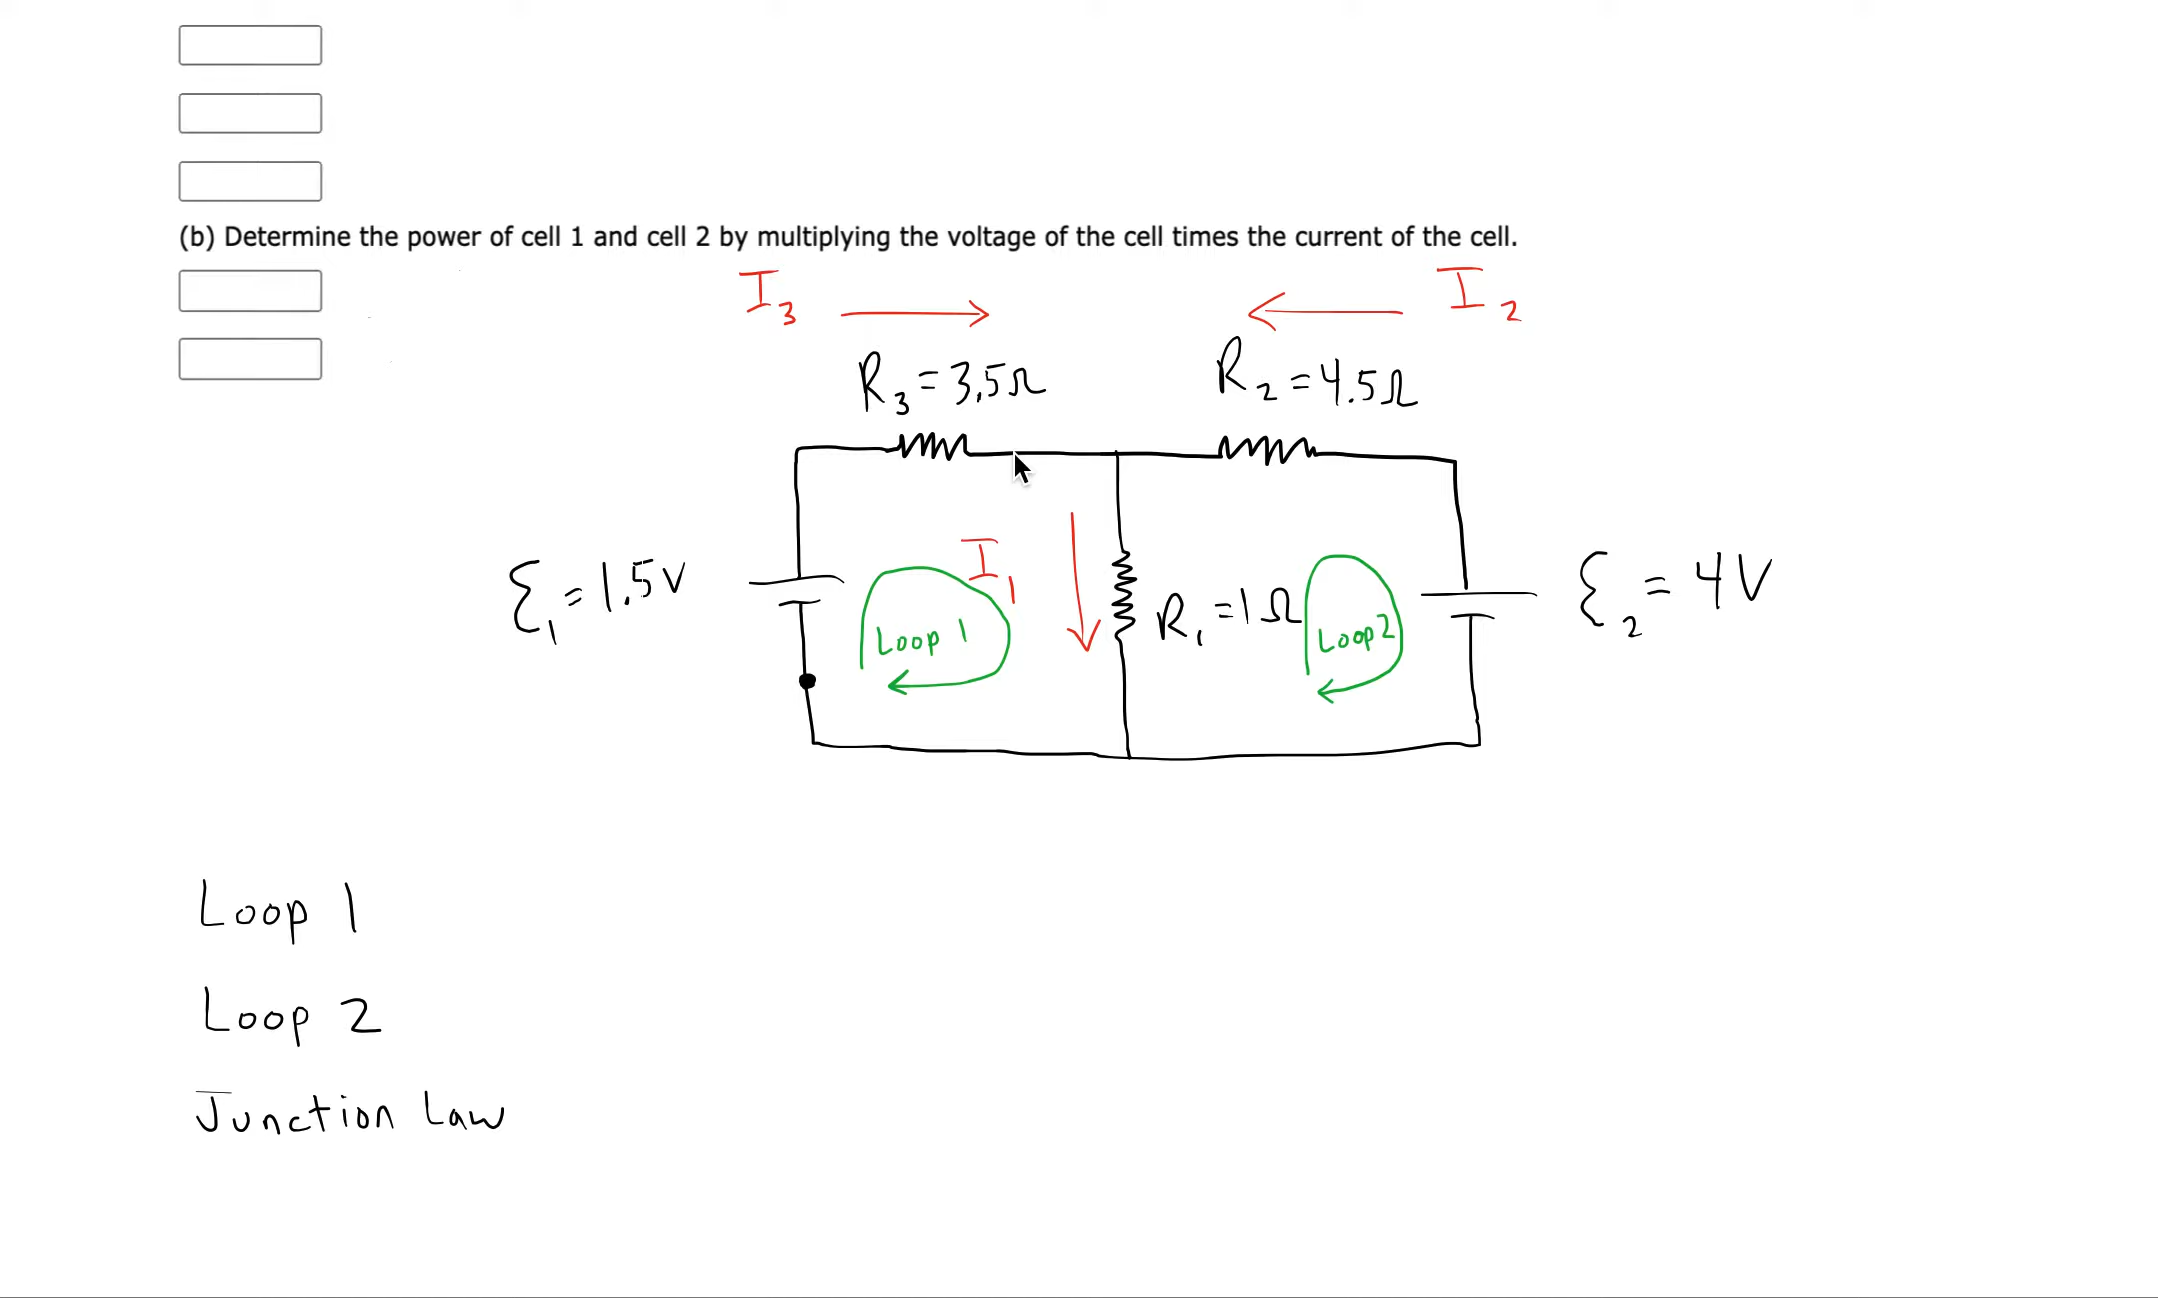 (b) Determine the power of cell 1 and cell 2 by multiplying the voltage of the cell times the current of the cell.
I₃
I₂
R₃ = 3.5Ω
R₂ = 4.5Ω
ℰ₁ = 1.5V
I₁
Loop 1
R₁ = 1Ω
Loop 2
ℰ₂ = 4V
Loop 1
Loop 2
Junction Law